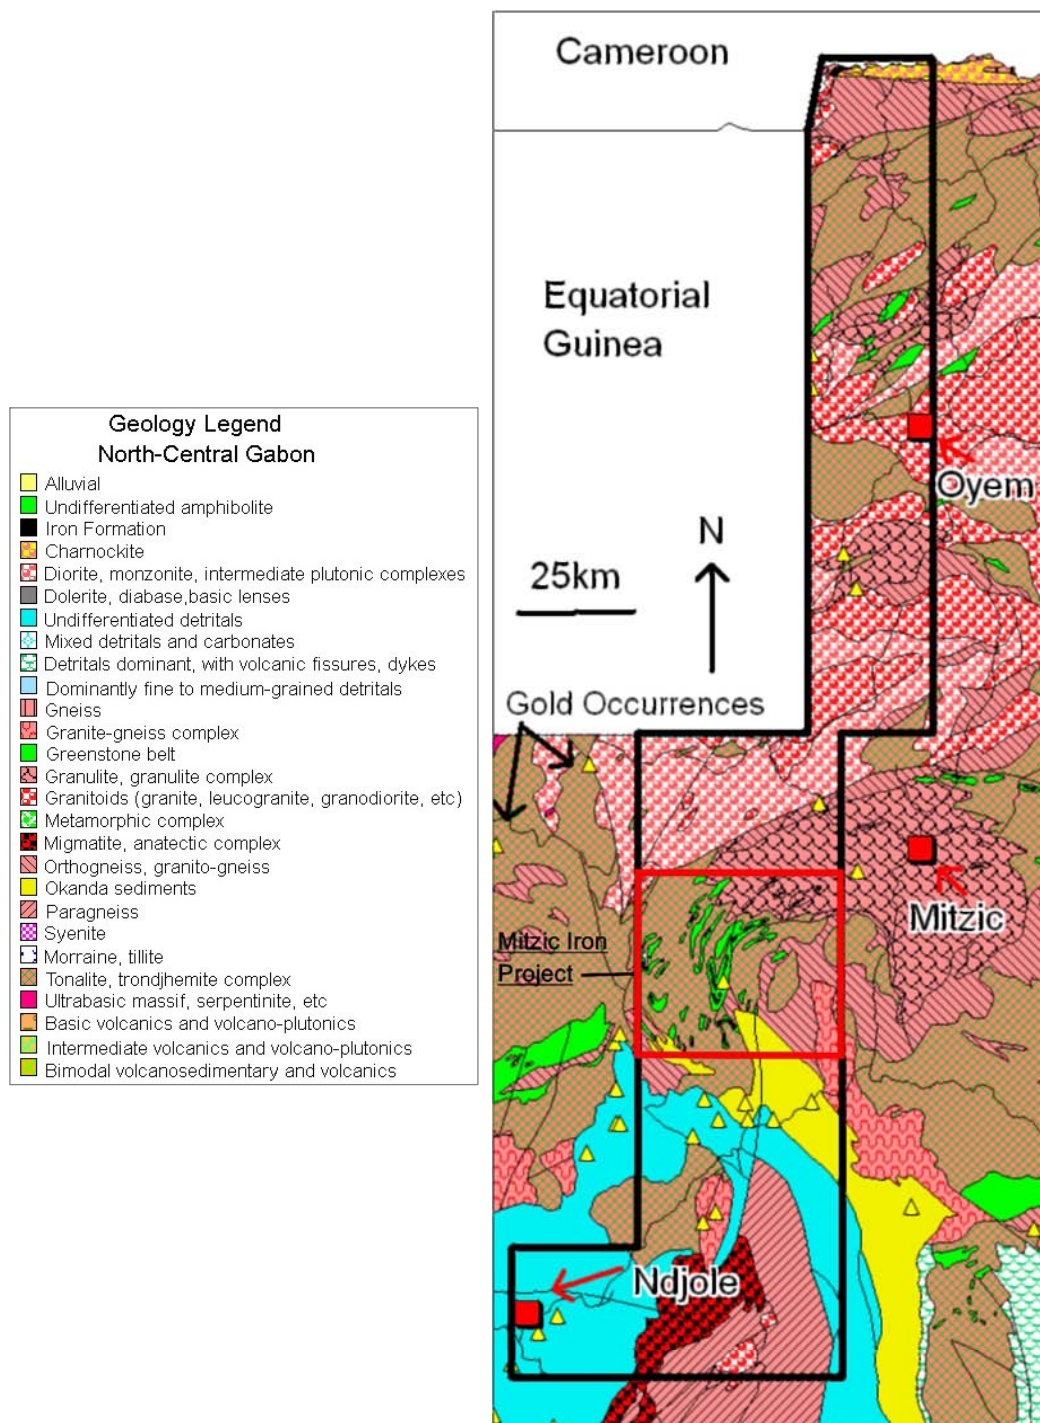 Cameroon
Equatorial
Guinea
Oyem
N
25km
Gold Occurrences
Mitzic
Mitzic Iron
Project
Ndjole
Geology Legend
North-Central Gabon
Alluvial
Undifferentiated amphibolite
Iron Formation
Charnockite
Diorite, monzonite, intermediate plutonic complexes
Dolerite, diabase,basic lenses
Undifferentiated detritals
Mixed detritals and carbonates
Detritals dominant, with volcanic fissures, dykes
Dominantly fine to medium-grained detritals
Gneiss
Granite-gneiss complex
Greenstone belt
Granulite, granulite complex
Granitoids (granite, leucogranite, granodiorite, etc)
Metamorphic complex
Migmatite, anatectic complex
Orthogneiss, granito-gneiss
Okanda sediments
Paragneiss
Syenite
Morraine, tillite
Tonalite, trondjhemite complex
Ultrabasic massif, serpentinite, etc
Basic volcanics and volcano-plutonics
Intermediate volcanics and volcano-plutonics
Bimodal volcanosedimentary and volcanics